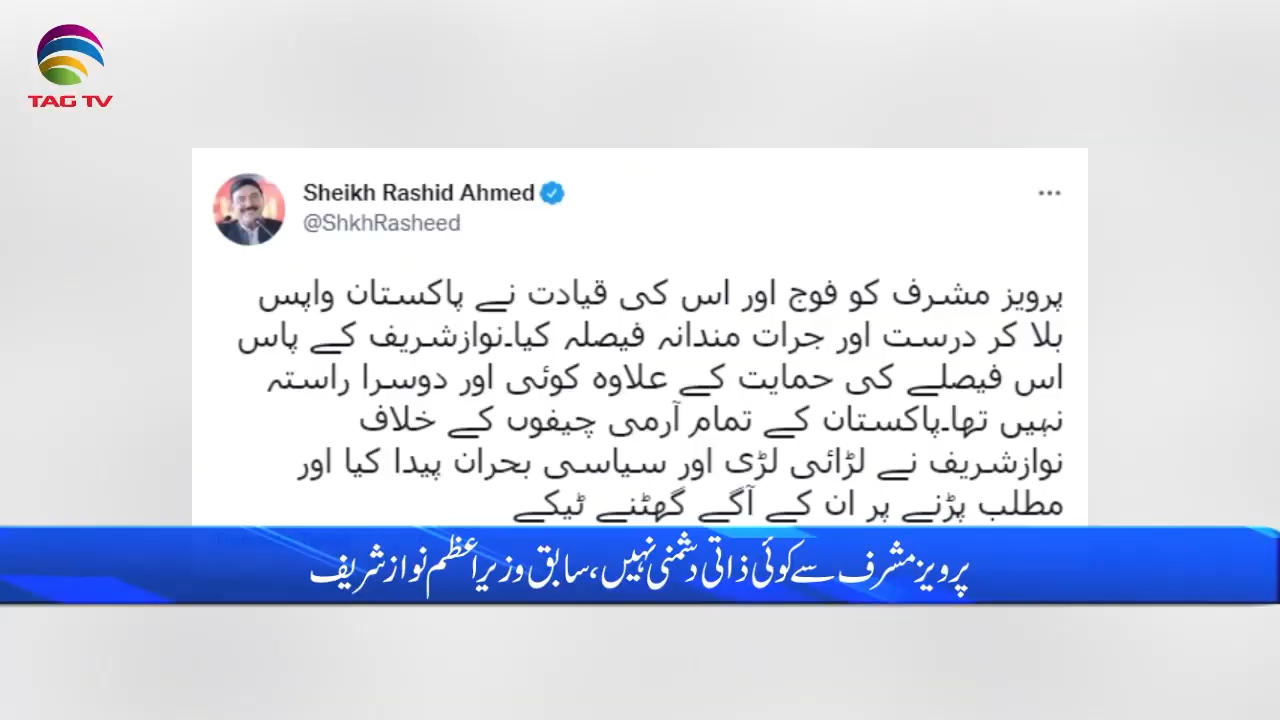 TAG TV
Sheikh Rashid Ahmed
@ShkhRasheed
پرویز مشرف کو فوج اور اس کی قیادت نے پاکستان واپس
بلا کر درست اور جرات مندانہ فیصلہ کیا۔نوازشریف کے پاس
اس فیصلے کی حمایت کے علاوہ کوئی اور دوسرا راستہ
نہیں تھا۔پاکستان کے تمام آرمی چیفوں کے خلاف
نوازشریف نے لڑائی لڑی اور سیاسی بحران پیدا کیا اور
مطلب پڑنے پر ان کے آگے گھٹنے ٹیکے
پرویز مشرف سے کوئی ذاتی دشمنی نہیں، سابق وزیراعظم نواز شریف